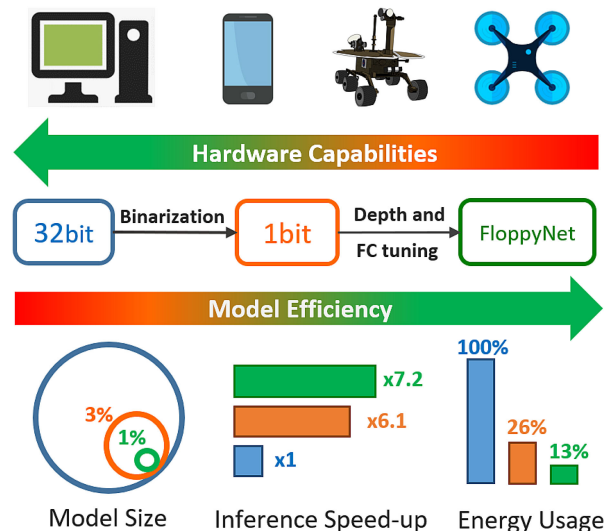 Hardware Capabilities
32bit
Binarization
1bit
Depth and
FC tuning
FloppyNet
Model Efficiency
3%
1%
x7.2
x6.1
x1
100%
26%
13%
Model Size
Inference Speed-up
Energy Usage